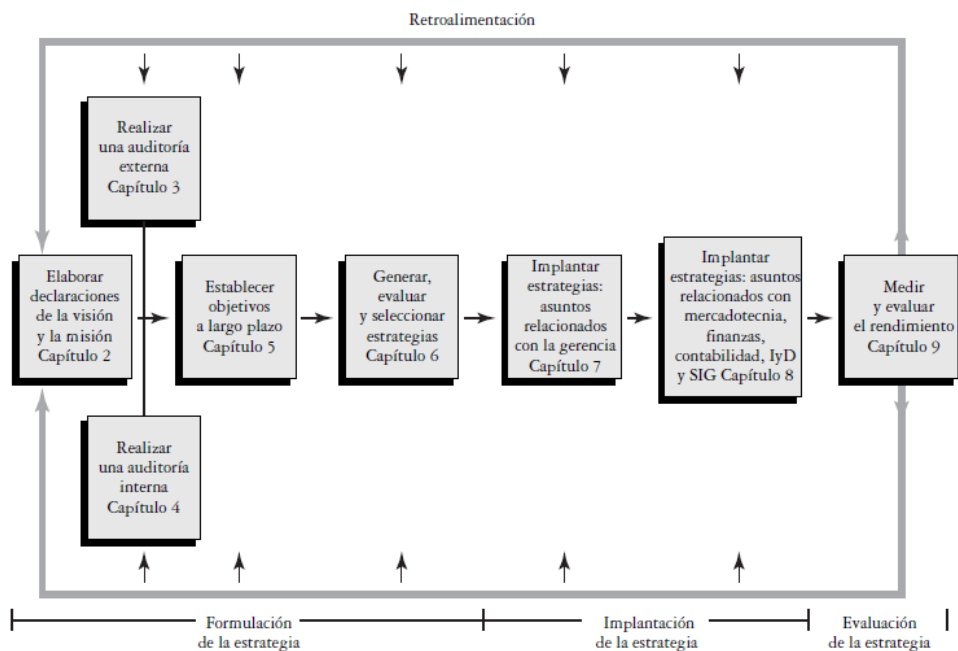 Retroalimentación
Realizar
una auditoría
externa
Capítulo 3
Elaborar
declaraciones
de la visión
y la misión
Capítulo 2
Establecer
objetivos
a largo plazo
Capítulo 5
Generar,
evaluar
y seleccionar
estrategias
Capítulo 6
Implantar
estrategias:
asuntos
relacionados
con la gerencia
Capítulo 7
Implantar
estrategias: asuntos
relacionados con
mercadotecnia,
finanzas,
contabilidad, IyD
y SIG Capítulo 8
Medir
y evaluar
el rendimiento
Capítulo 9
Realizar
una auditoría
interna
Capítulo 4
Formulación
de la estrategia
Implantación
de la estrategia
Evaluación
de la estrategia